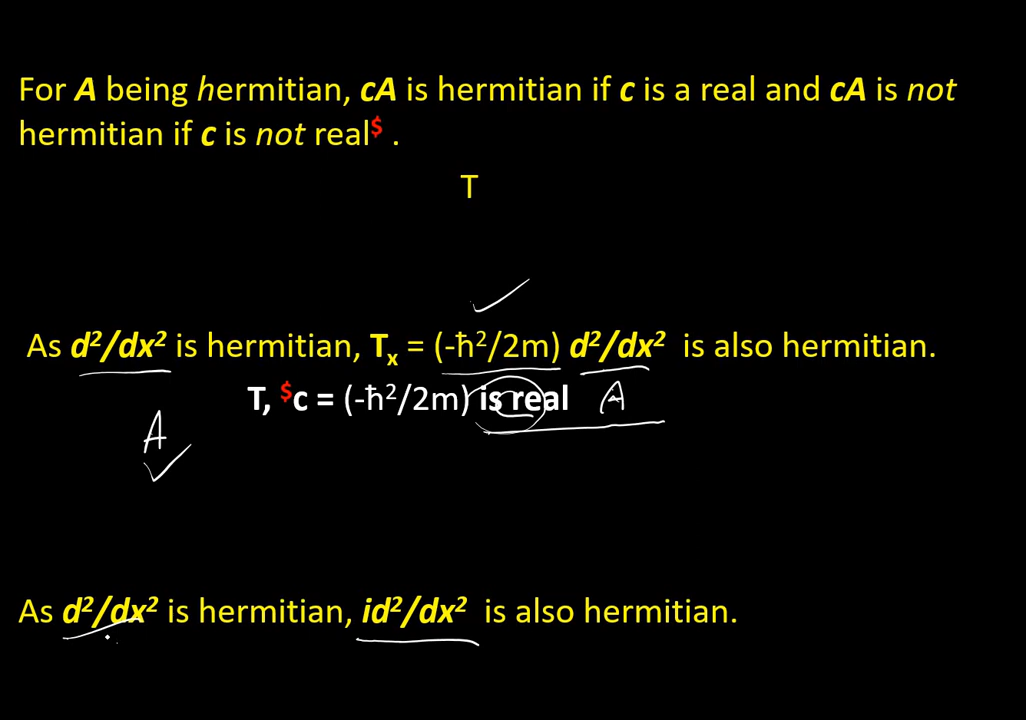 For A being hermitian, cA is hermitian if c is a real and cA is not
hermitian if c is not real$ .
T
As d²/dx² is hermitian, Tₓ = (-ħ²/2m) d²/dx² is also hermitian.
T, $c = (-ħ²/2m) is real A
A
As d²/dx² is hermitian, id²/dx² is also hermitian.